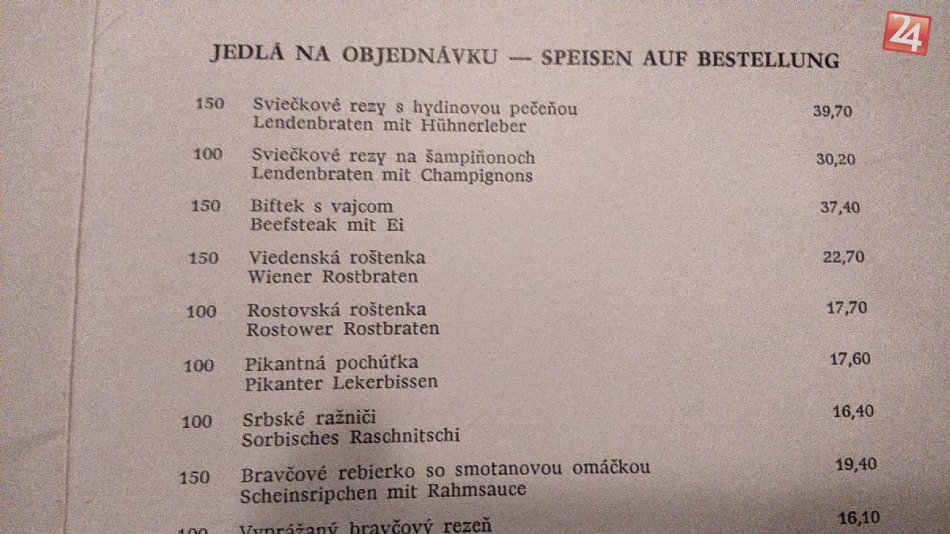 24
JEDLÁ NA OBJEDNÁVKU — SPEISEN AUF BESTELLUNG
150 Sviečkové rezy s hydinovou pečeňou 39,70
Lendenbraten mit Hühnerleber
100 Sviečkové rezy na šampiňonoch 30,20
Lendenbraten mit Champignons
150 Biftek s vajcom 37,40
Beefsteak mit Ei
150 Viedenská roštenka 22,70
Wiener Rostbraten
100 Rostovská roštenka 17,70
Rostower Rostbraten
100 Pikantná pochúťka 17,60
Pikanter Lekerbissen
100 Srbské ražniči 16,40
Sorbisches Raschnitschi
150 Bravčové rebierko so smotanovou omáčkou 19,40
Scheinsripchen mit Rahmsauce
100 Vyprážaný bravčový rezeň 16,10